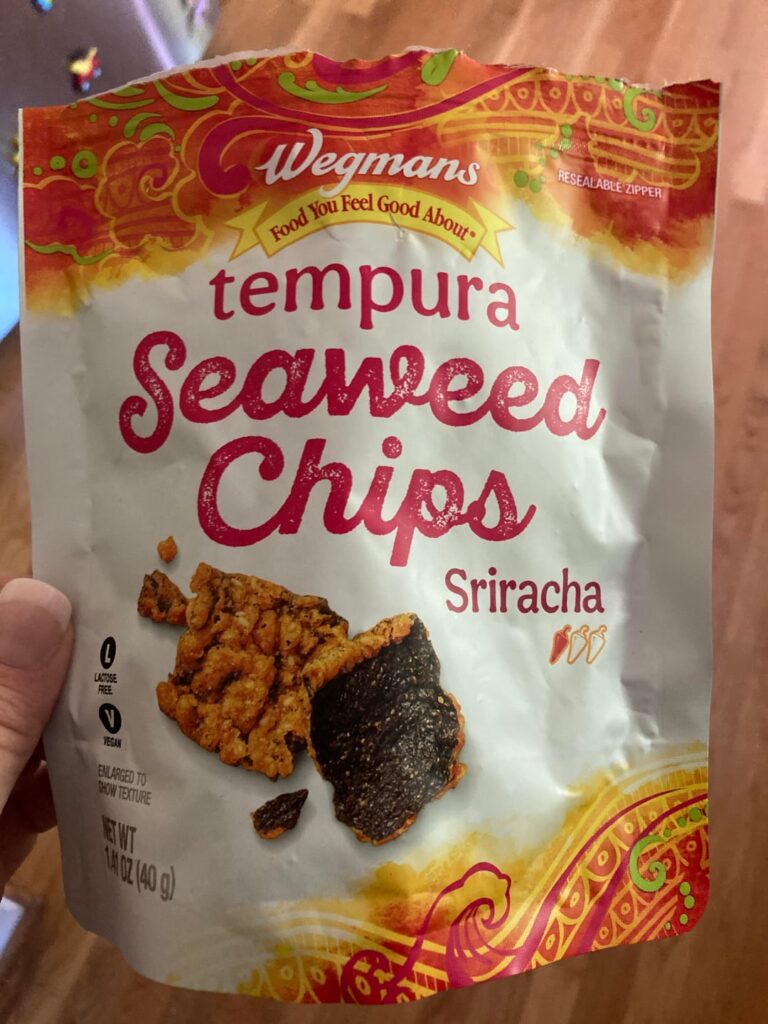 Wegmans
Food You Feel Good About®
RESEALABLE ZIPPER
tempura
Seaweed
Chips
Sriracha
L
LACTOSE
FREE
V
VEGAN
ENLARGED TO
SHOW TEXTURE
NET WT
1.41 OZ (40 g)